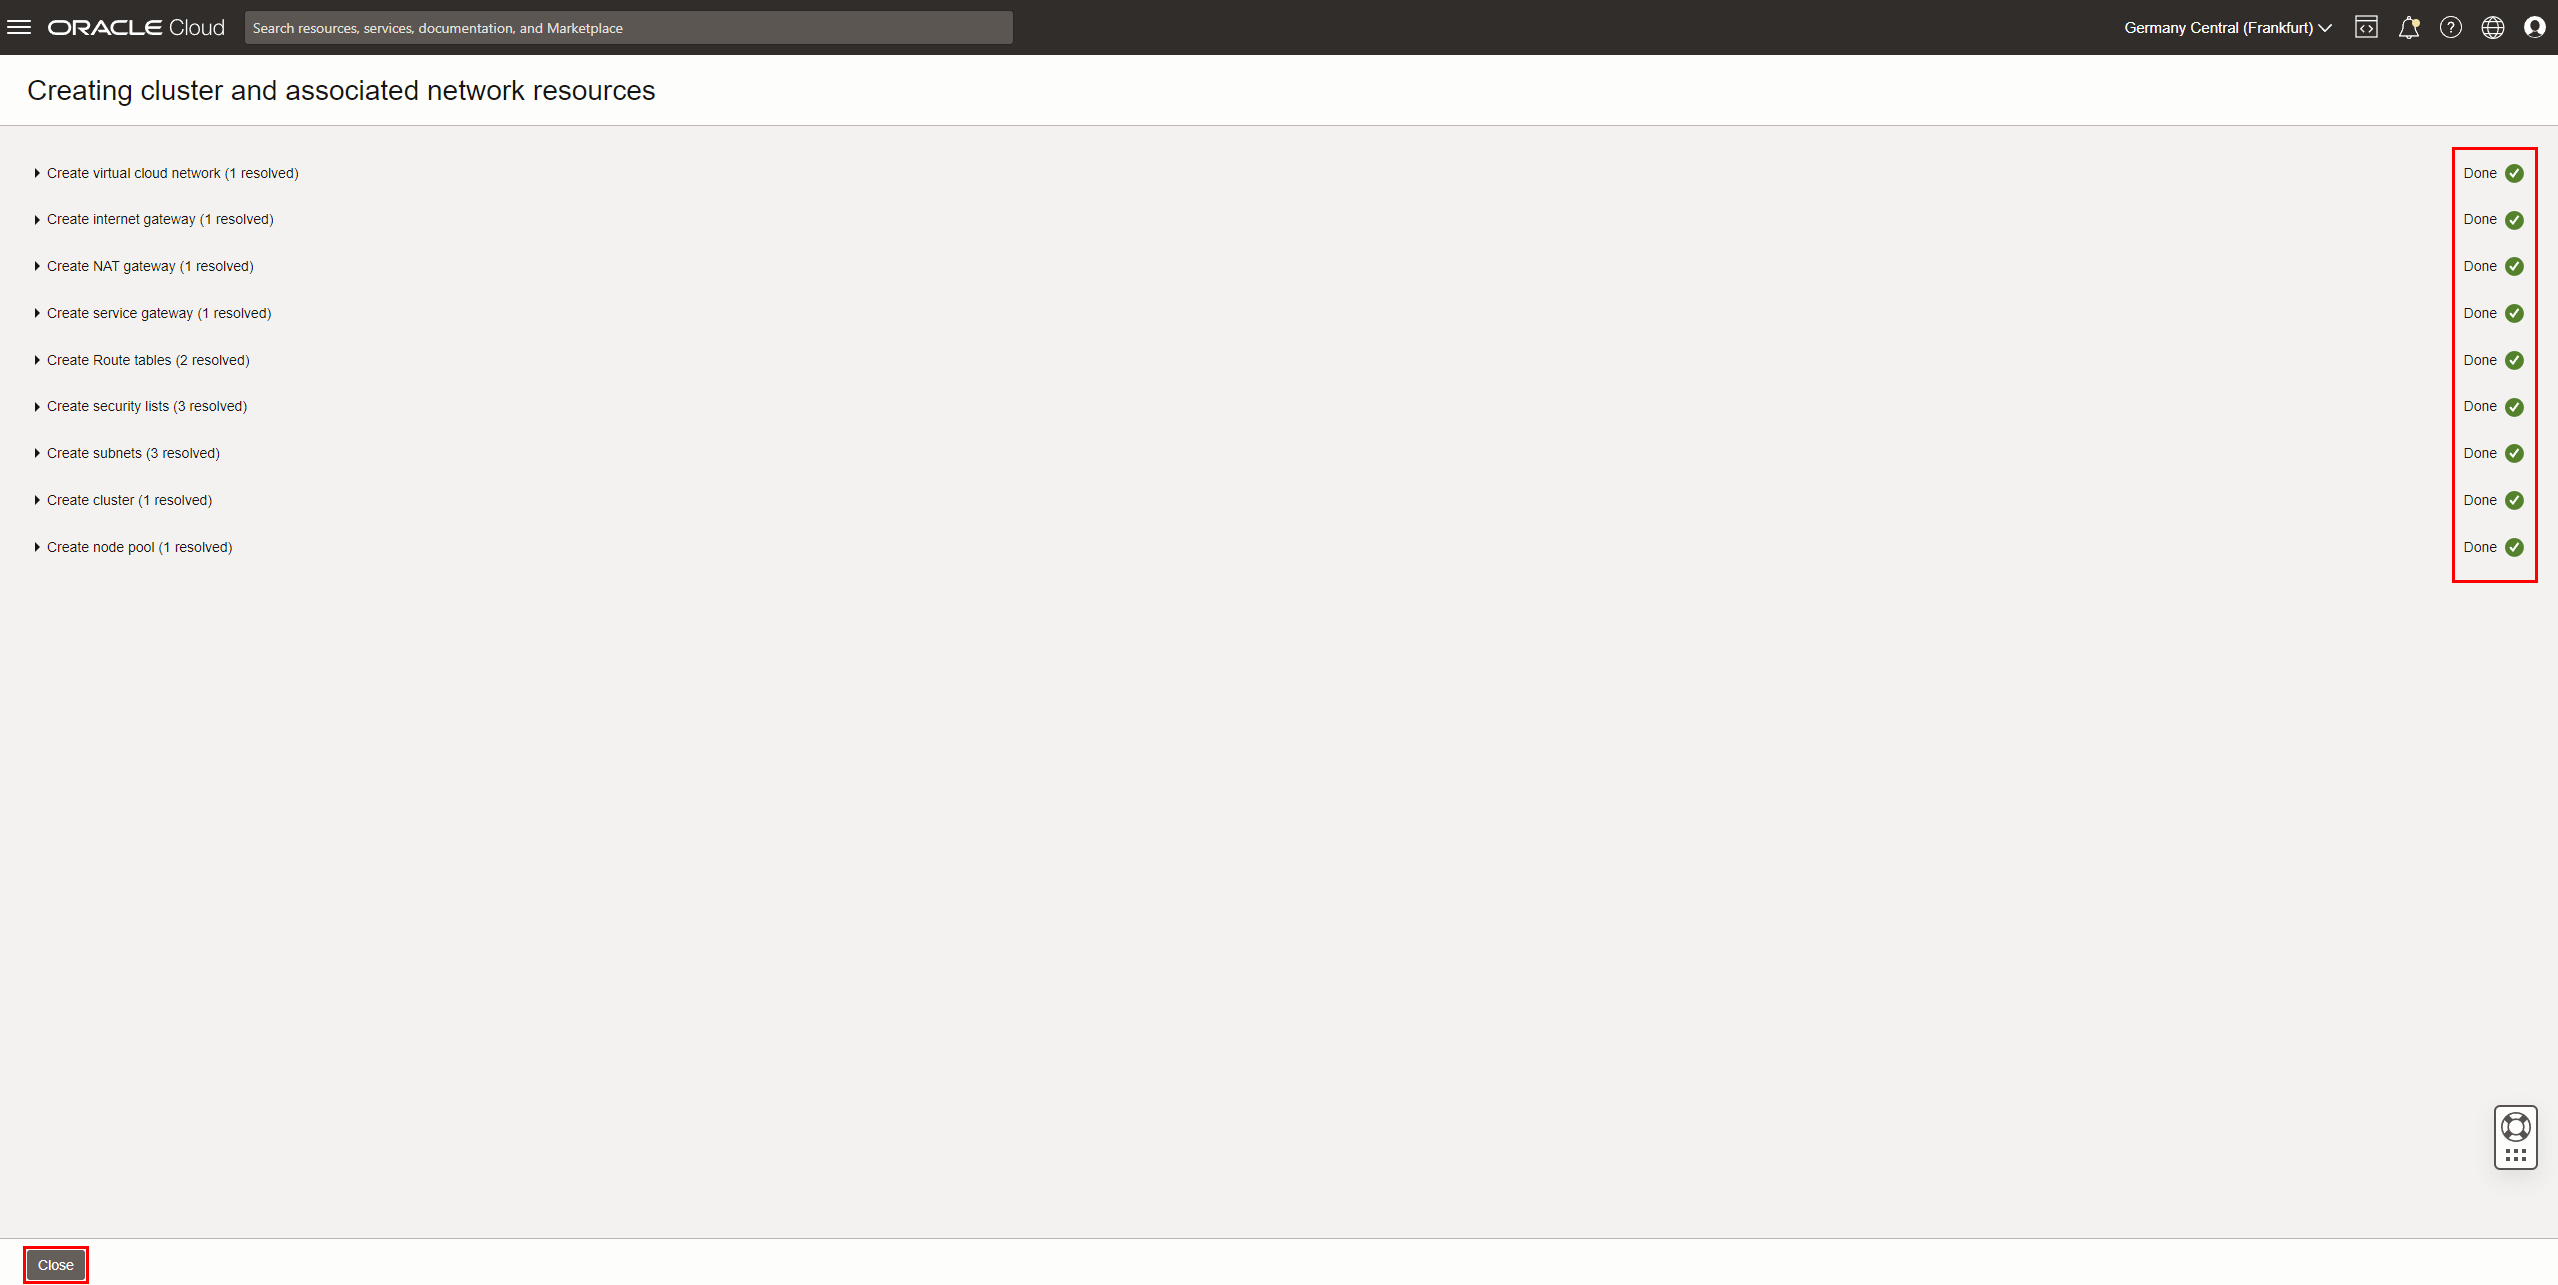 ORACLE Cloud
Search resources, services, documentation, and Marketplace
Germany Central (Frankfurt)
Creating cluster and associated network resources
Create virtual cloud network (1 resolved) Done
Create internet gateway (1 resolved) Done
Create NAT gateway (1 resolved) Done
Create service gateway (1 resolved) Done
Create Route tables (2 resolved) Done
Create security lists (3 resolved) Done
Create subnets (3 resolved) Done
Create cluster (1 resolved) Done
Create node pool (1 resolved) Done
Close